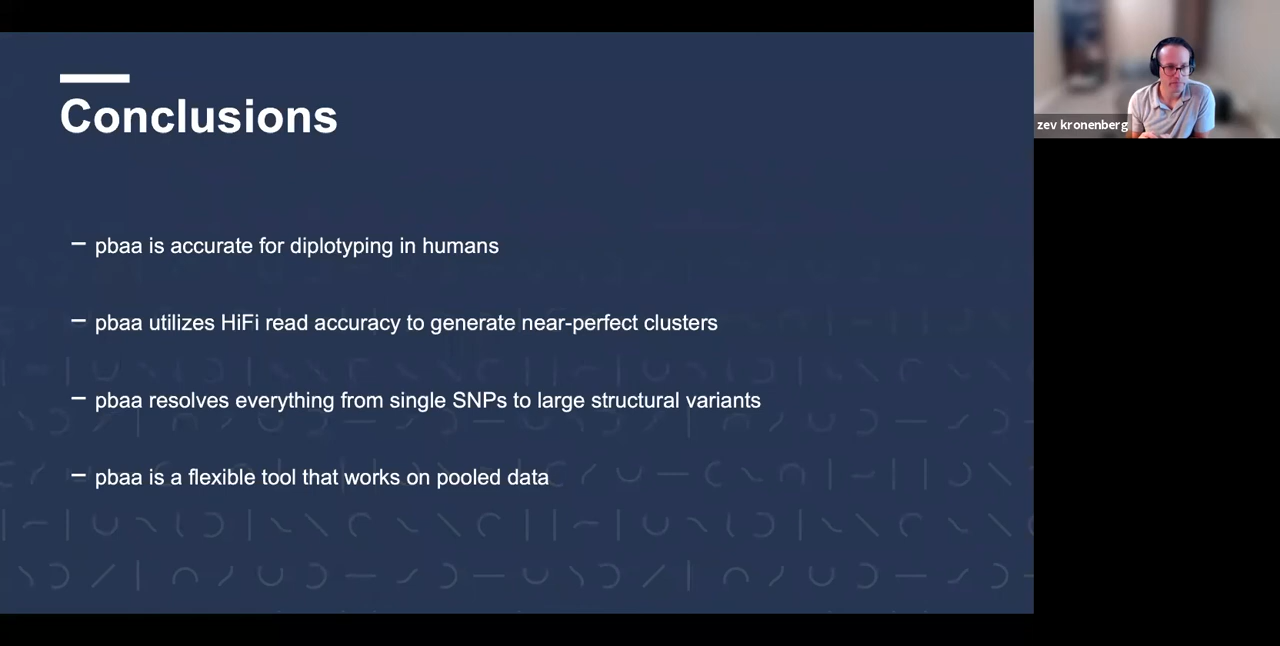 Conclusions
– pbaa is accurate for diplotyping in humans
– pbaa utilizes HiFi read accuracy to generate near-perfect clusters
– pbaa resolves everything from single SNPs to large structural variants
– pbaa is a flexible tool that works on pooled data
zev kronenberg